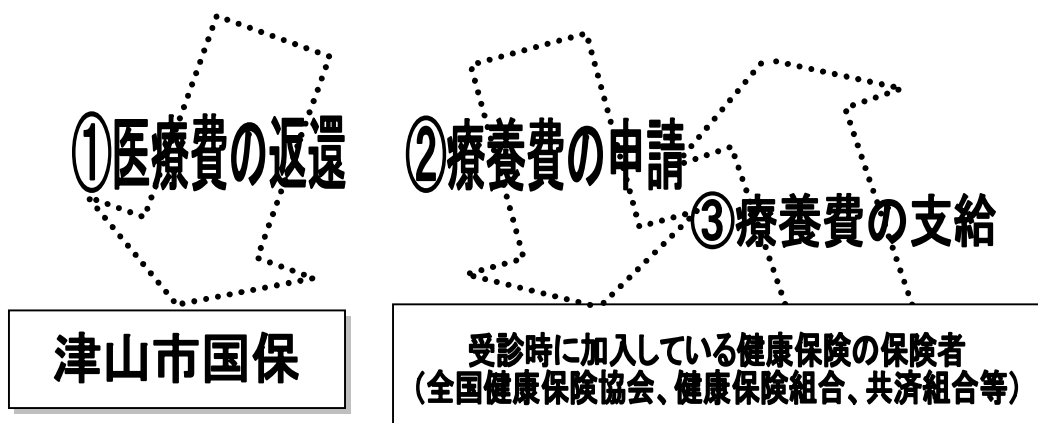 ①医療費の返還
②療養費の申請
③療養費の支給
津山市国保
受診時に加入している健康保険の保険者
（全国健康保険協会、健康保険組合、共済組合等）